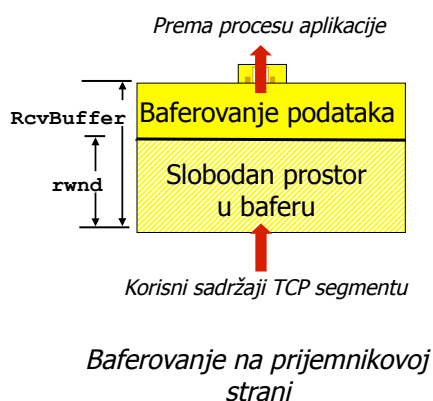 Prema procesu aplikacije
RcvBuffer
Baferovanje podataka
rwnd
Slobodan prostor
u baferu
Korisni sadržaji TCP segmentu
Baferovanje na prijemnikovoj
strani